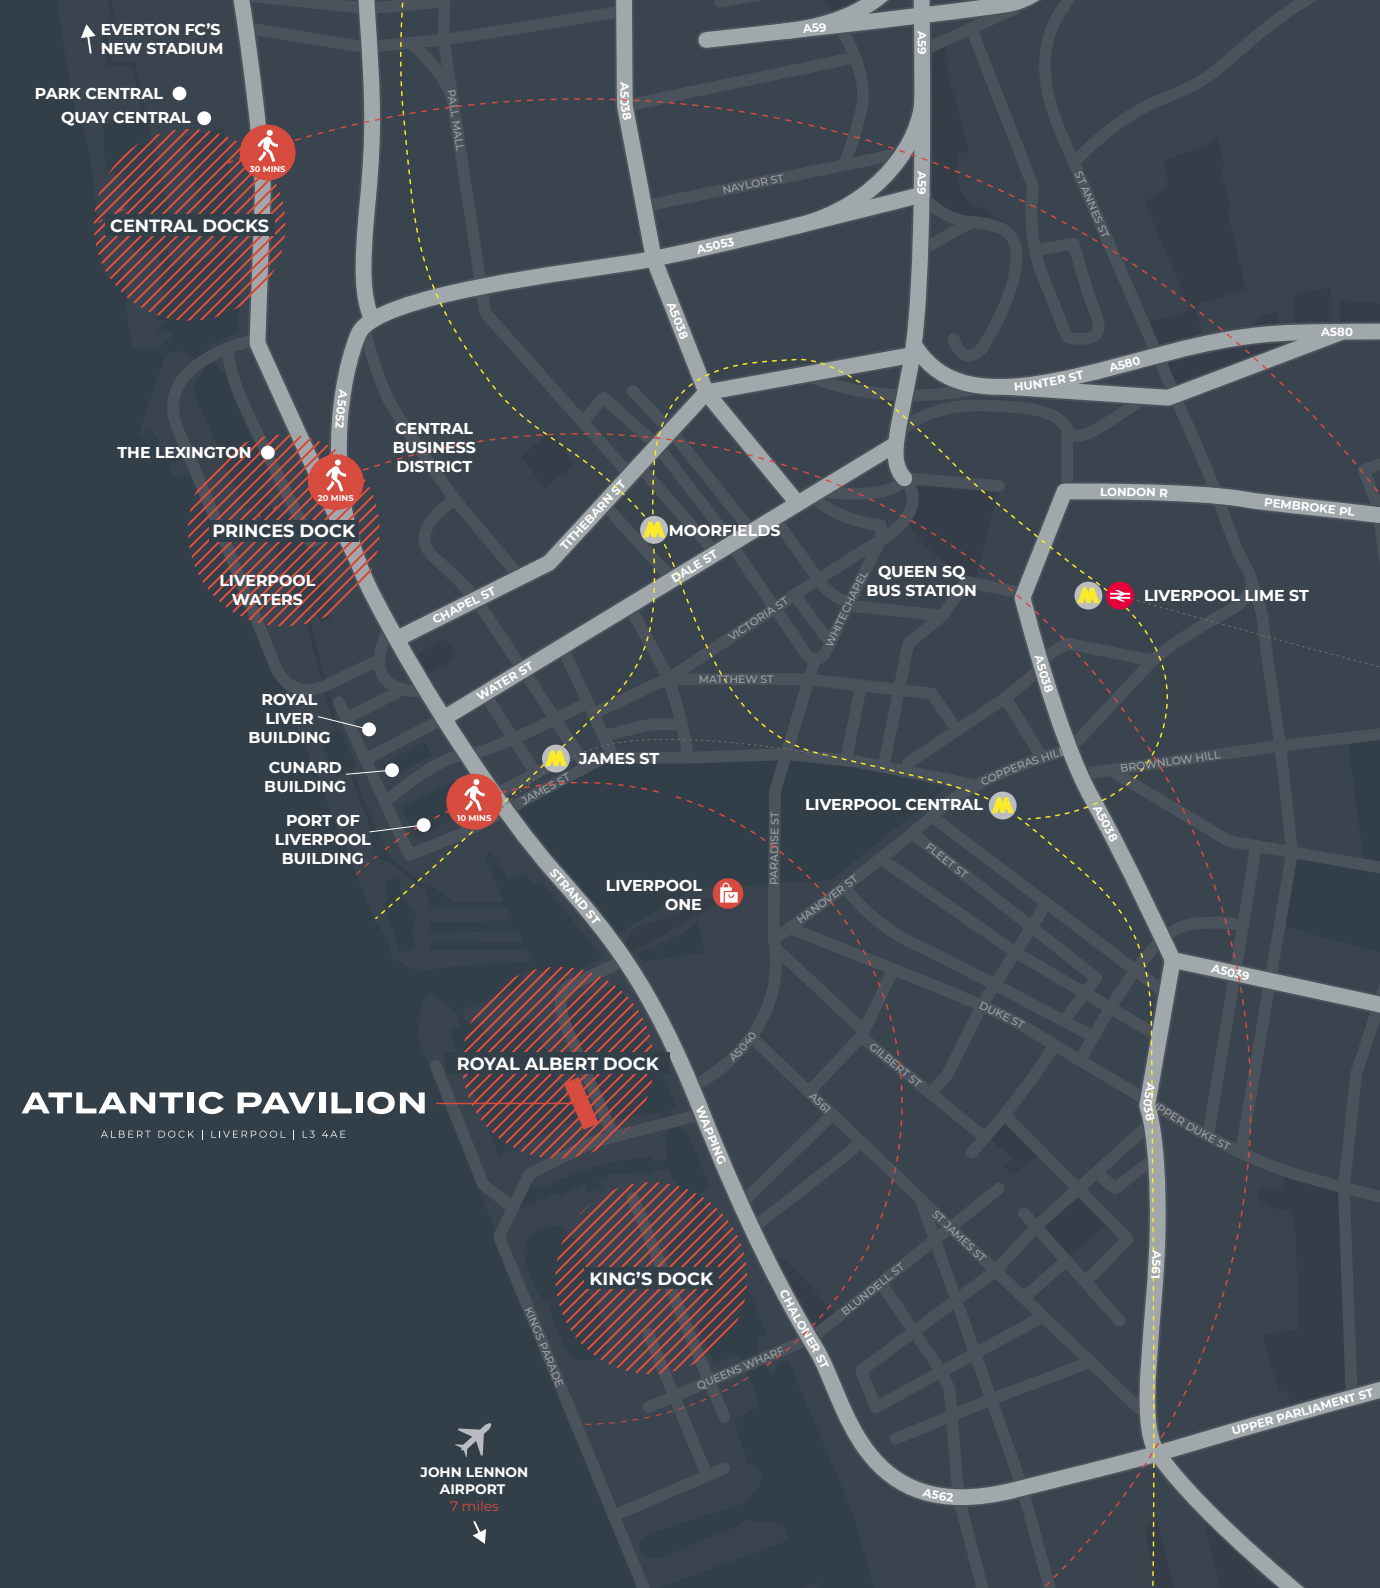 EVERTON FC'S
NEW STADIUM
PARK CENTRAL
QUAY CENTRAL
30 MINS
CENTRAL DOCKS
A59
A59
A5038
PALL MALL
NAYLOR ST
A59
ST ANNES ST
A5053
A5038
A580
A580
HUNTER ST
A5052
CENTRAL
BUSINESS
DISTRICT
THE LEXINGTON
20 MINS
PRINCES DOCK
LIVERPOOL
WATERS
TITHEBARN ST
MOORFIELDS
LONDON R
PEMBROKE PL
DALE ST
QUEEN SQ
BUS STATION
LIVERPOOL LIME ST
CHAPEL ST
VICTORIA ST
WHITECHAPEL
WATER ST
MATTHEW ST
A5038
ROYAL
LIVER
BUILDING
CUNARD
BUILDING
PORT OF
LIVERPOOL
BUILDING
JAMES ST
JAMES ST
10 MINS
COPPERAS HILL
BROWNLOW HILL
LIVERPOOL CENTRAL
A5038
PARADISE ST
FLEET ST
STRAND ST
LIVERPOOL
ONE
HANOVER ST
A5039
DUKE ST
A5040
GILBERT ST
ROYAL ALBERT DOCK
ATLANTIC PAVILION
ALBERT DOCK | LIVERPOOL | L3 4AE
A561
A5038
UPPER DUKE ST
WAPPING
ST JAMES ST
KING'S DOCK
A561
BLUNDELL ST
CHALONER ST
KINGS PARADE
QUEENS WHARF
UPPER PARLIAMENT ST
JOHN LENNON
AIRPORT
7 miles
A562